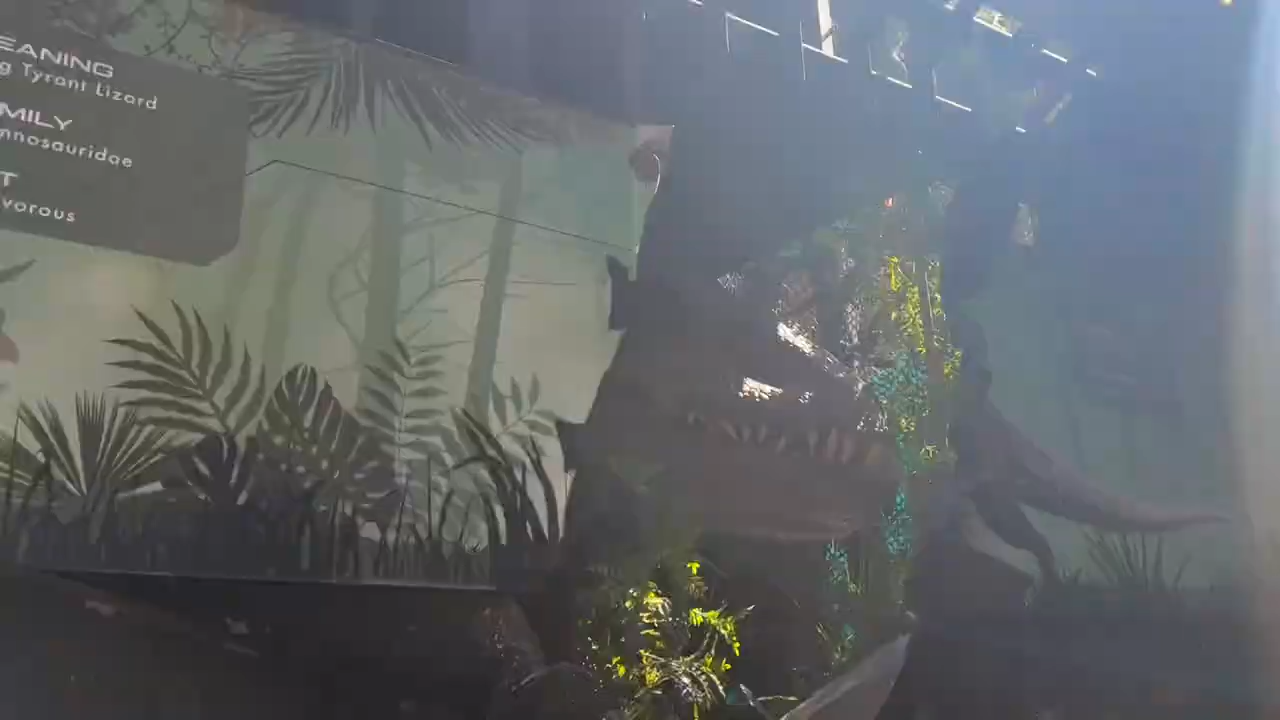 EANING
g Tyrant Lizard
MILY
nnosauridae
T
vorous